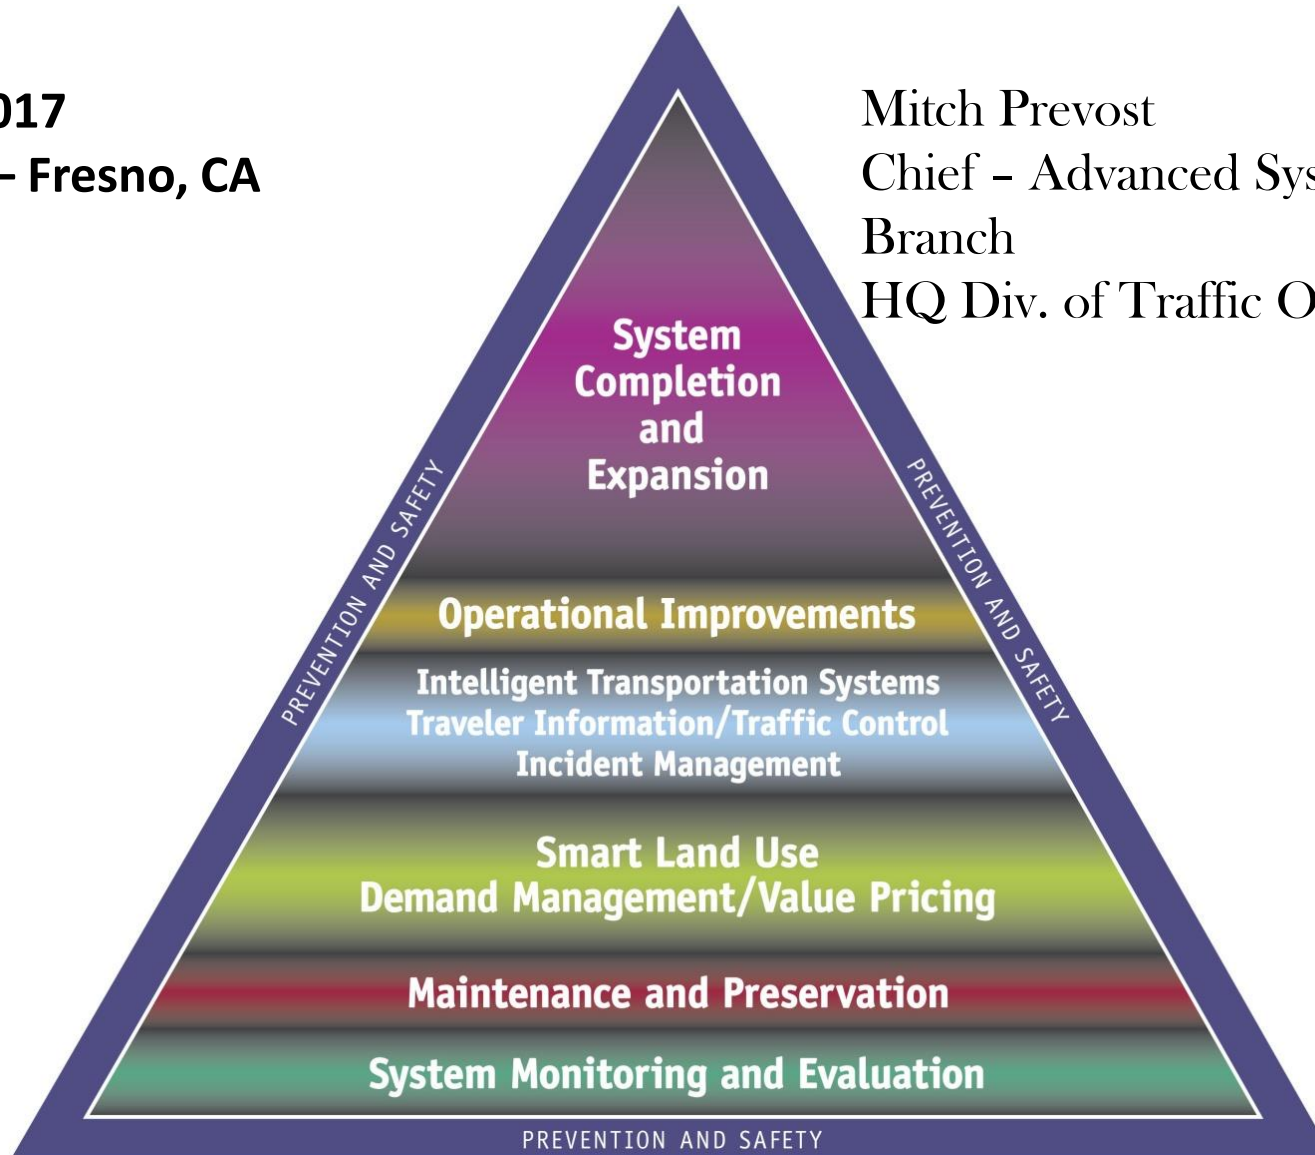 017
– Fresno, CA
Mitch Prevost
Chief – Advanced Sys
Branch
HQ Div. of Traffic O
System
Completion
and
Expansion
PREVENTION AND SAFETY
PREVENTION AND SAFETY
Operational Improvements
Intelligent Transportation Systems
Traveler Information/Traffic Control
Incident Management
Smart Land Use
Demand Management/Value Pricing
Maintenance and Preservation
System Monitoring and Evaluation
PREVENTION AND SAFETY